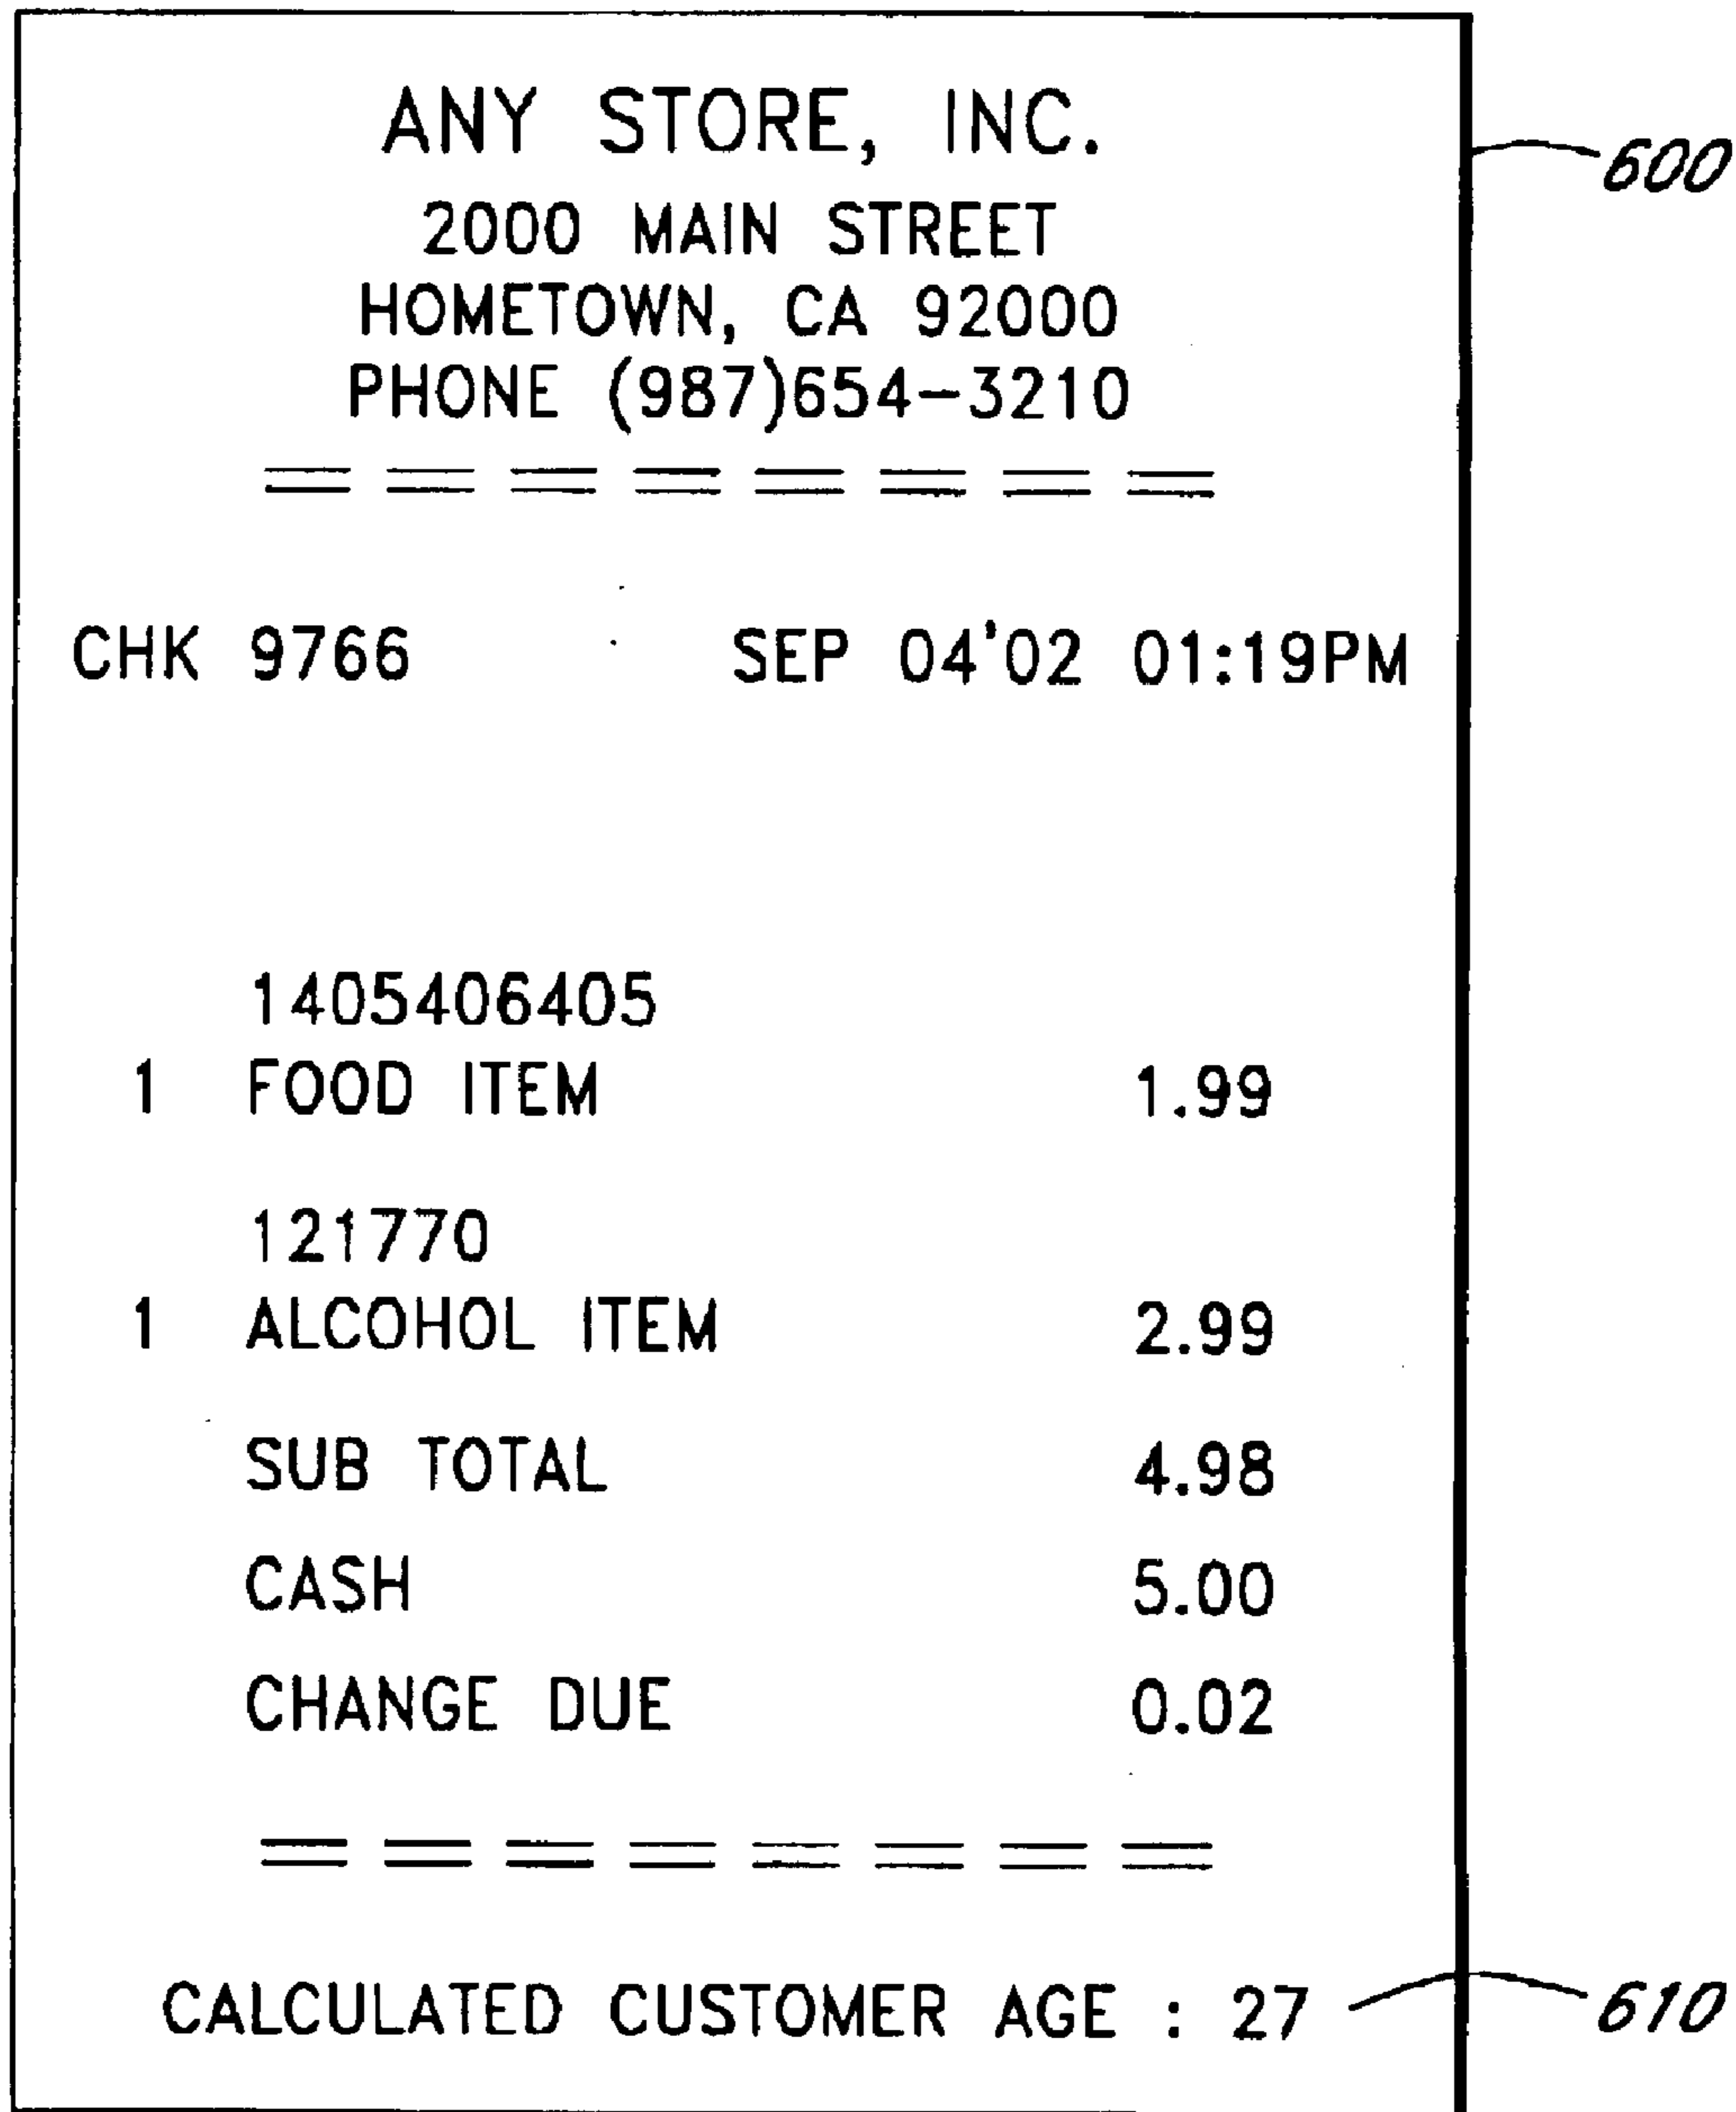 ANY STORE, INC.
600
2000 MAIN STREET
HOMETOWN, CA 92000
PHONE (987)654-3210
= = = = = = = =
CHK 9766 SEP 04'02 01:19PM
1405406405
1 FOOD ITEM 1.99
121770
1 ALCOHOL ITEM 2.99
SUB TOTAL 4.98
CASH 5.00
CHANGE DUE 0.02
= = = = = = = =
CALCULATED CUSTOMER AGE : 27
610